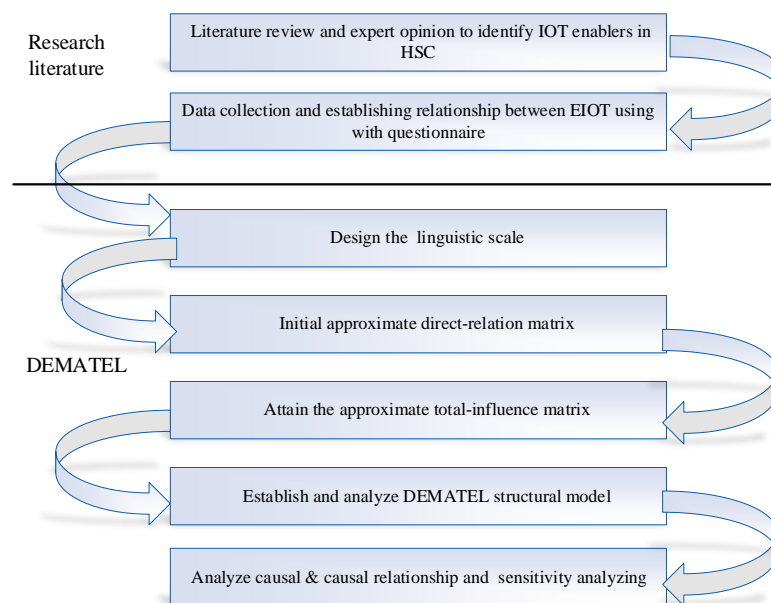 Research
literature
Literature review and expert opinion to identify IOT enablers in
HSC
Data collection and establishing relationship between EIOT using
with questionnaire
Design the linguistic scale
Initial approximate direct-relation matrix
DEMATEL
Attain the approximate total-influence matrix
Establish and analyze DEMATEL structural model
Analyze causal & causal relationship and sensitivity analyzing